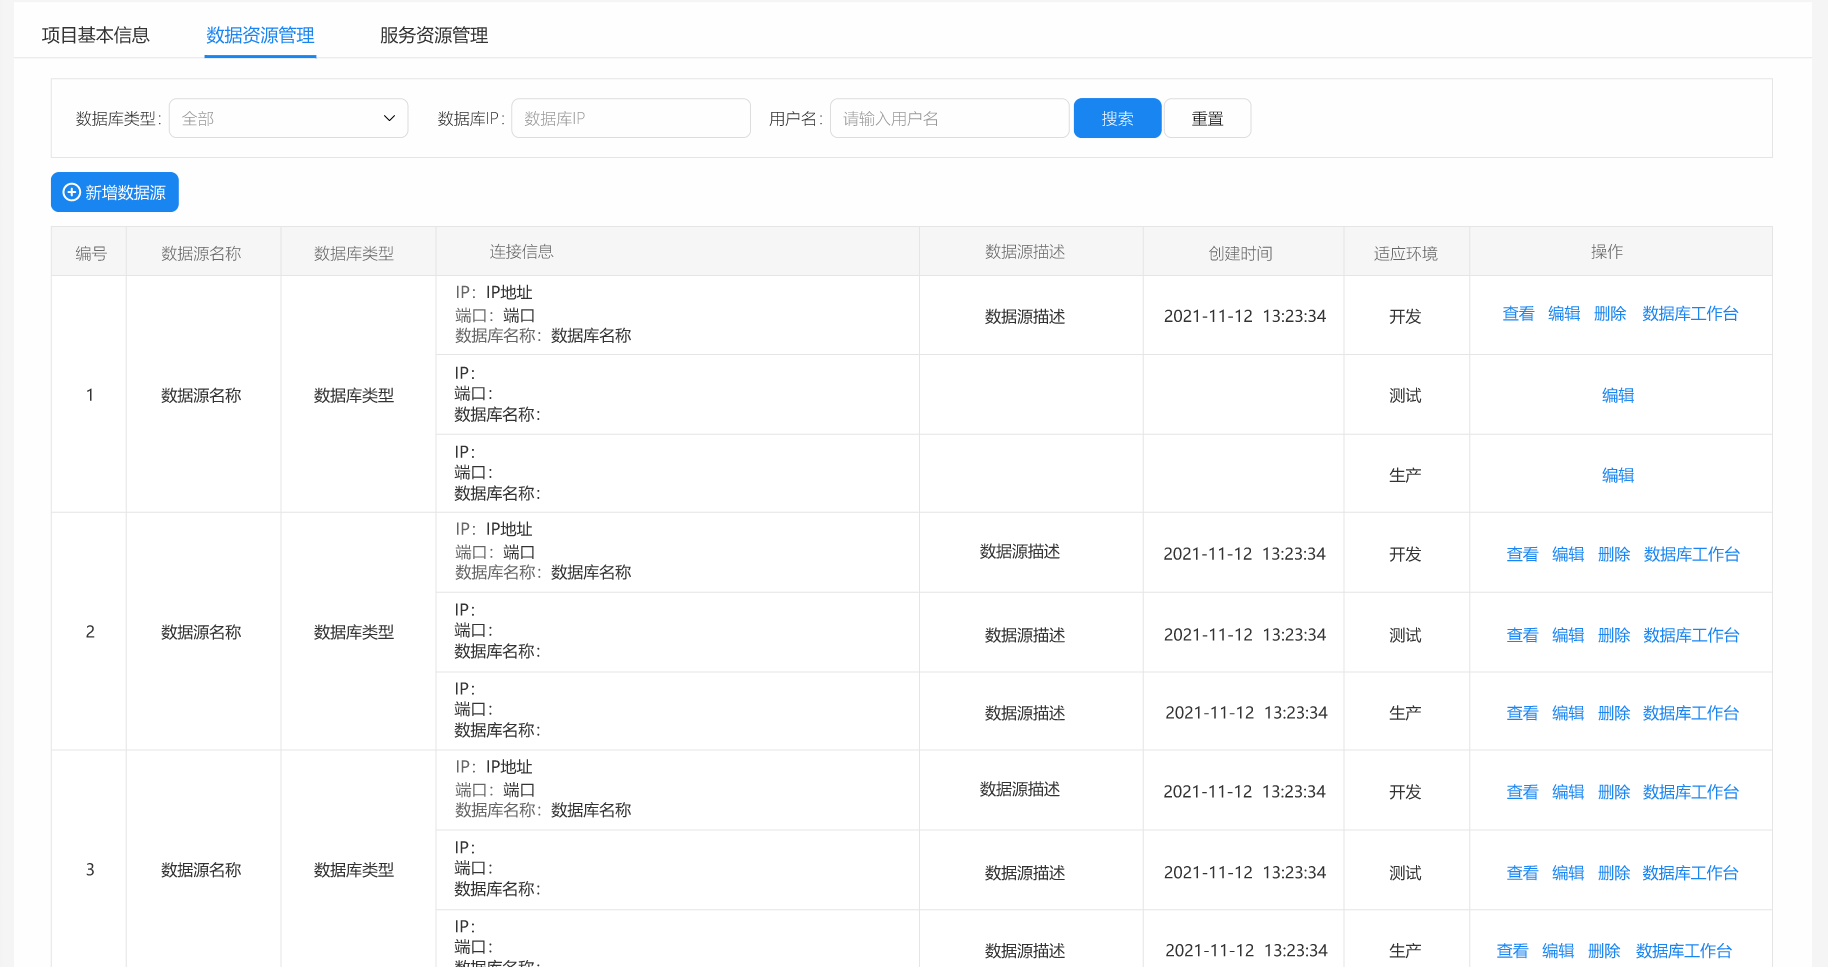 项目基本信息 数据资源管理 服务资源管理
数据库类型: 全部 数据库IP: 数据库IP 用户名: 请输入用户名 搜索 重置
新增数据源
编号 数据源名称 数据库类型 连接信息 数据源描述 创建时间 适应环境 操作
1 数据源名称 数据库类型
IP: IP地址
端口: 端口
数据库名称: 数据库名称
数据源描述 2021-11-12 13:23:34 开发 查看 编辑 删除 数据库工作台
IP:
端口:
数据库名称:
测试 编辑
IP:
端口:
数据库名称:
生产 编辑
2 数据源名称 数据库类型
IP: IP地址
端口: 端口
数据库名称: 数据库名称
数据源描述 2021-11-12 13:23:34 开发 查看 编辑 删除 数据库工作台
IP:
端口:
数据库名称:
数据源描述 2021-11-12 13:23:34 测试 查看 编辑 删除 数据库工作台
IP:
端口:
数据库名称:
数据源描述 2021-11-12 13:23:34 生产 查看 编辑 删除 数据库工作台
3 数据源名称 数据库类型
IP: IP地址
端口: 端口
数据库名称: 数据库名称
数据源描述 2021-11-12 13:23:34 开发 查看 编辑 删除 数据库工作台
IP:
端口:
数据库名称:
数据源描述 2021-11-12 13:23:34 测试 查看 编辑 删除 数据库工作台
IP:
端口:
数据库名称:
数据源描述 2021-11-12 13:23:34 生产 查看 编辑 删除 数据库工作台